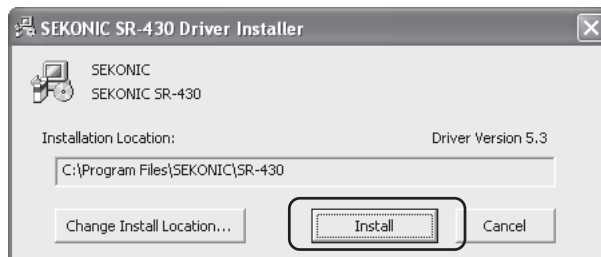 SEKONIC SR-430 Driver Installer
SEKONIC
SEKONIC SR-430
Installation Location: Driver Version 5.3
C:\Program Files\SEKONIC\SR-430
Change Install Location... Install Cancel